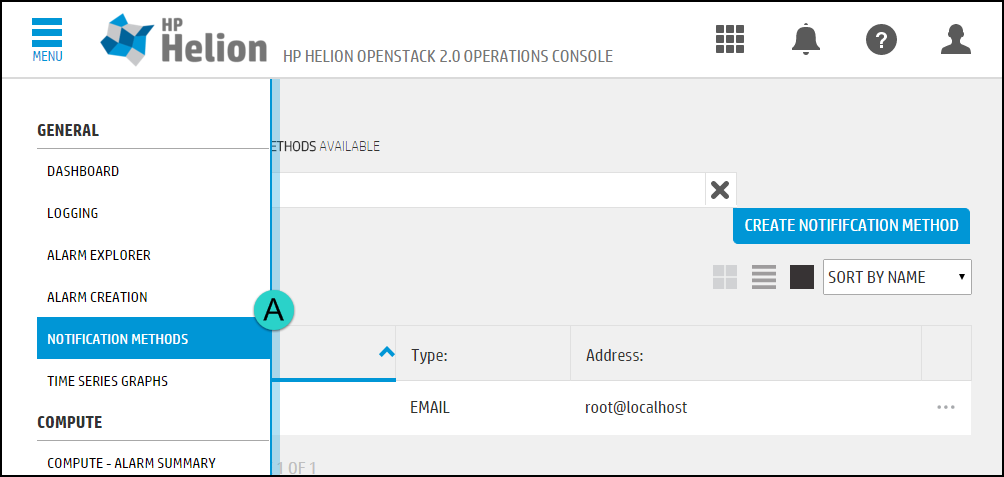 MENU
HP
Helion
HP HELION OPENSTACK 2.0 OPERATIONS CONSOLE
?
GENERAL
DASHBOARD
LOGGING
ALARM EXPLORER
ALARM CREATION
NOTIFICATION METHODS
TIME SERIES GRAPHS
COMPUTE
COMPUTE - ALARM SUMMARY
A
ETHODS AVAILABLE
CREATE NOTIFIFCATION METHOD
SORT BY NAME
Type: Address:
EMAIL root@localhost
1 OF 1